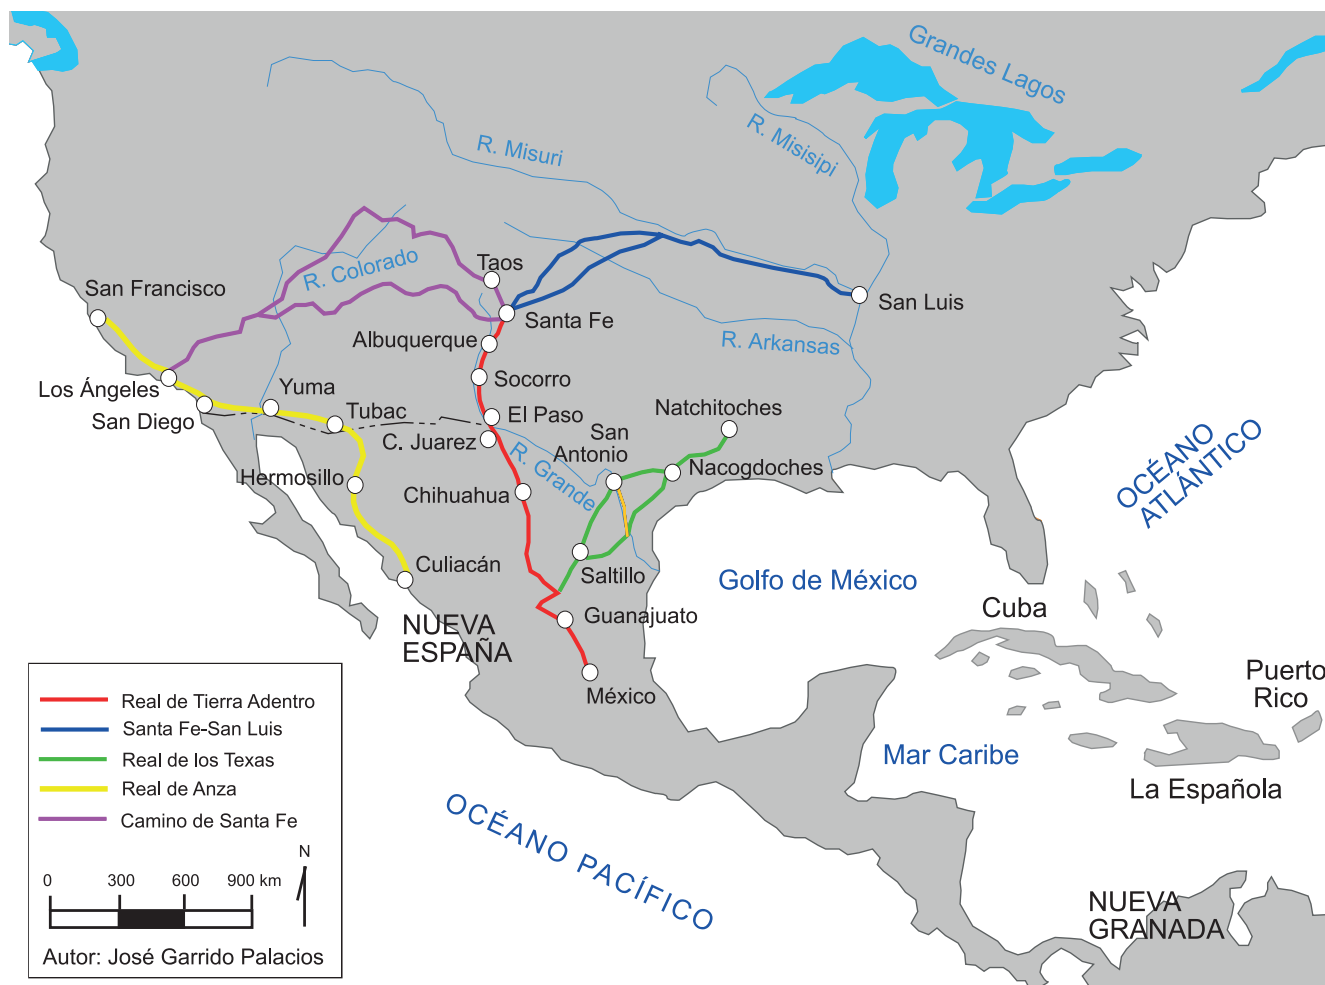 Grandes Lagos
R. Misuri
R. Misisipi
R. Colorado
Taos
San Francisco
San Luis
Santa Fe
R. Arkansas
Albuquerque
Los Ángeles
Yuma
Socorro
San Diego
Tubac
El Paso
Natchitoches
C. Juarez
San
Antonio
R. Grande
Nacogdoches
OCÉANO
ATLÁNTICO
Hermosillo
Chihuahua
Culiacán
Saltillo
Golfo de México
Cuba
Guanajuato
NUEVA
ESPAÑA
México
Puerto
Rico
Mar Caribe
La Española
OCÉANO PACÍFICO
NUEVA
GRANADA
Real de Tierra Adentro
Santa Fe-San Luis
Real de los Texas
Real de Anza
Camino de Santa Fe
N
0 300 600 900 km
Autor: José Garrido Palacios